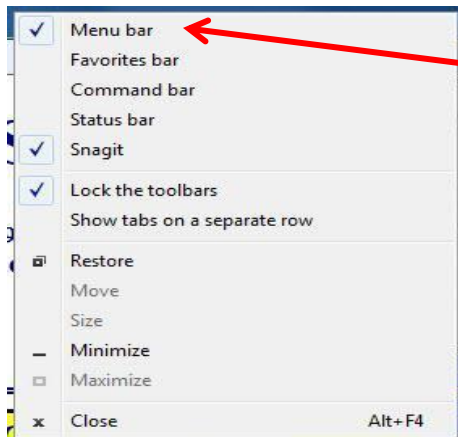 Menu bar
Favorites bar
Command bar
Status bar
Snagit
Lock the toolbars
Show tabs on a separate row
Restore
Move
Size
Minimize
Maximize
Close Alt+F4